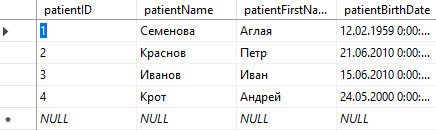 patientID patientName patientFirstNa... patientBirthDate
1 Семенова Аглая 12.02.1959 0:00:...
2 Краснов Петр 21.06.2010 0:00:...
3 Иванов Иван 15.06.2010 0:00:...
4 Крот Андрей 24.05.2000 0:00:...
NULL NULL NULL NULL